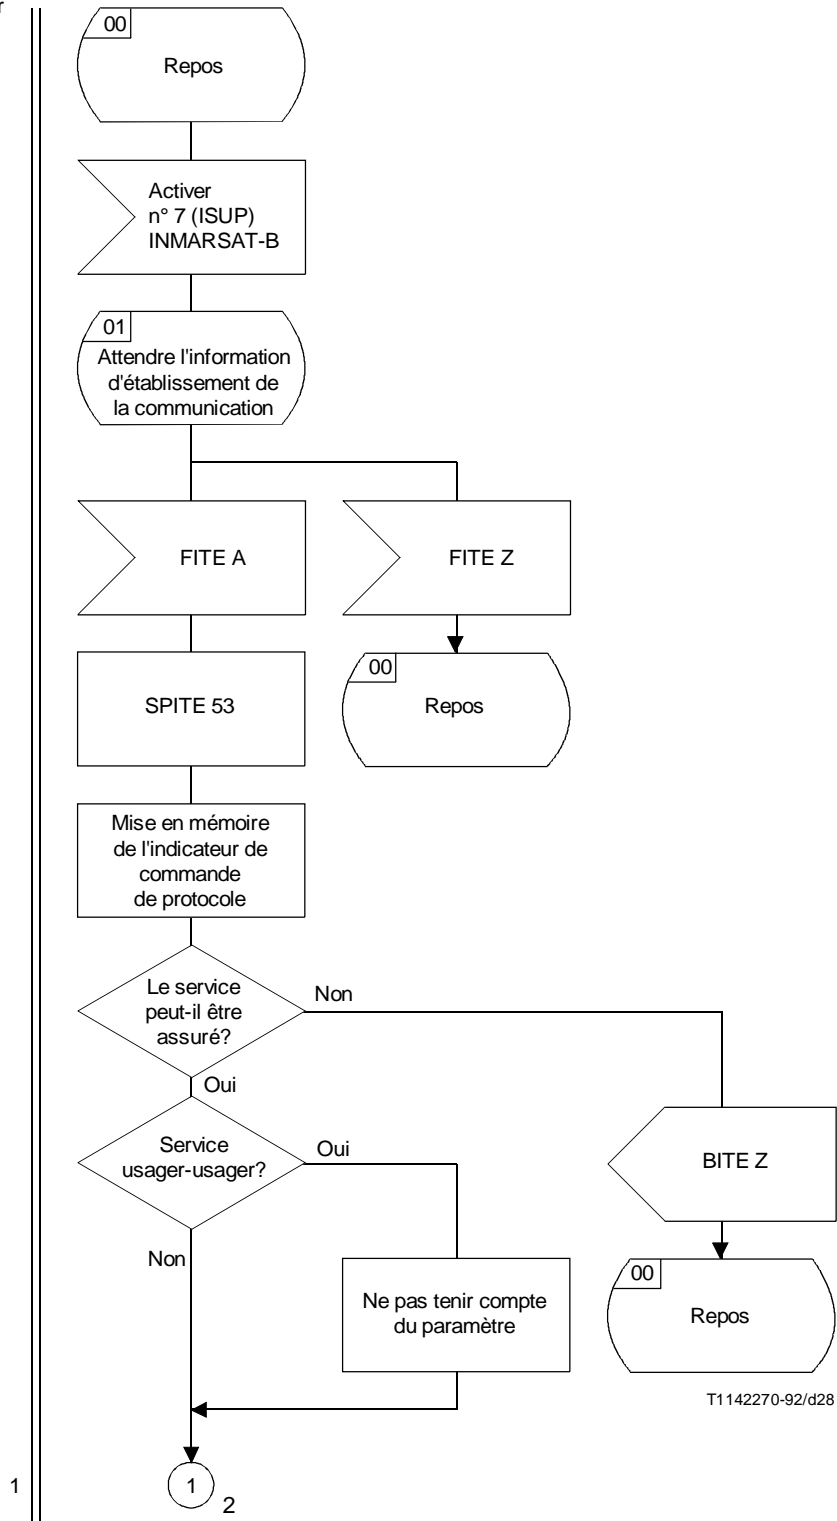 r
00
Repos
Activer
n° 7 (ISUP)
INMARSAT-B
01
Attendre l'information
d'établissement de
la communication
FITE A
FITE Z
SPITE 53
00
Repos
Mise en mémoire
de l'indicateur de
commande
de protocole
Le service
peut-il être
assuré?
Non
Oui
Service
usager-usager?
Oui
BITE Z
Non
Ne pas tenir compte
du paramètre
00
Repos
T1142270-92/d28
1
1
2